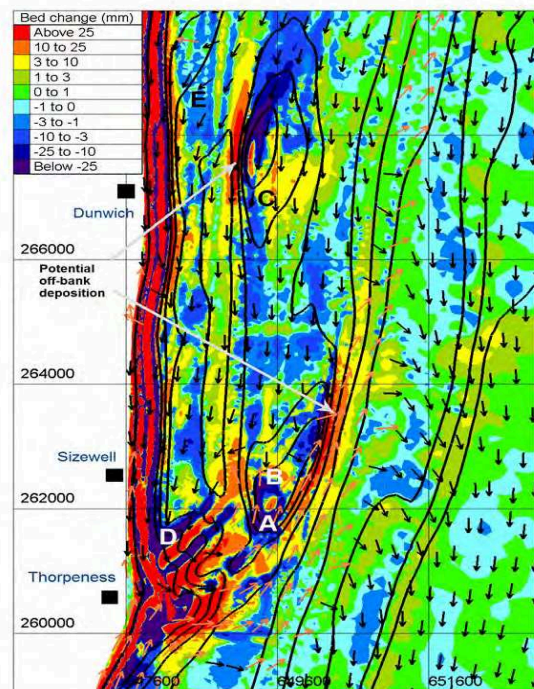 Bed change (mm)
Above 25
10 to 25
3 to 10
1 to 3
0 to 1
-1 to 0
-3 to -1
-10 to -3
-25 to -10
Below -25
E
C
Dunwich
266000
Potential
off-bank
deposition
264000
Sizewell
B
262000
A
D
Thorpeness
260000
47600
649600
651600